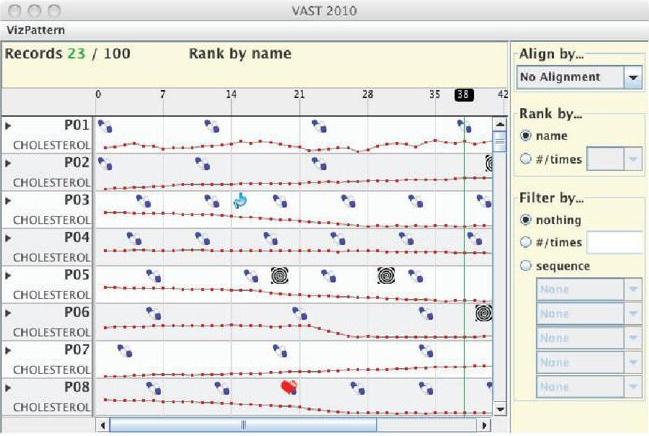 VAST 2010
VizPattern
Records 23 / 100 Rank by name
0 7 14 21 28 35 38 42
P01
CHOLESTEROL
P02
CHOLESTEROL
P03
CHOLESTEROL
P04
CHOLESTEROL
P05
CHOLESTEROL
P06
CHOLESTEROL
P07
CHOLESTEROL
P08
CHOLESTEROL
Align by...
No Alignment
Rank by...
name
#/times
Filter by...
nothing
#/times
sequence
None
None
None
None
None